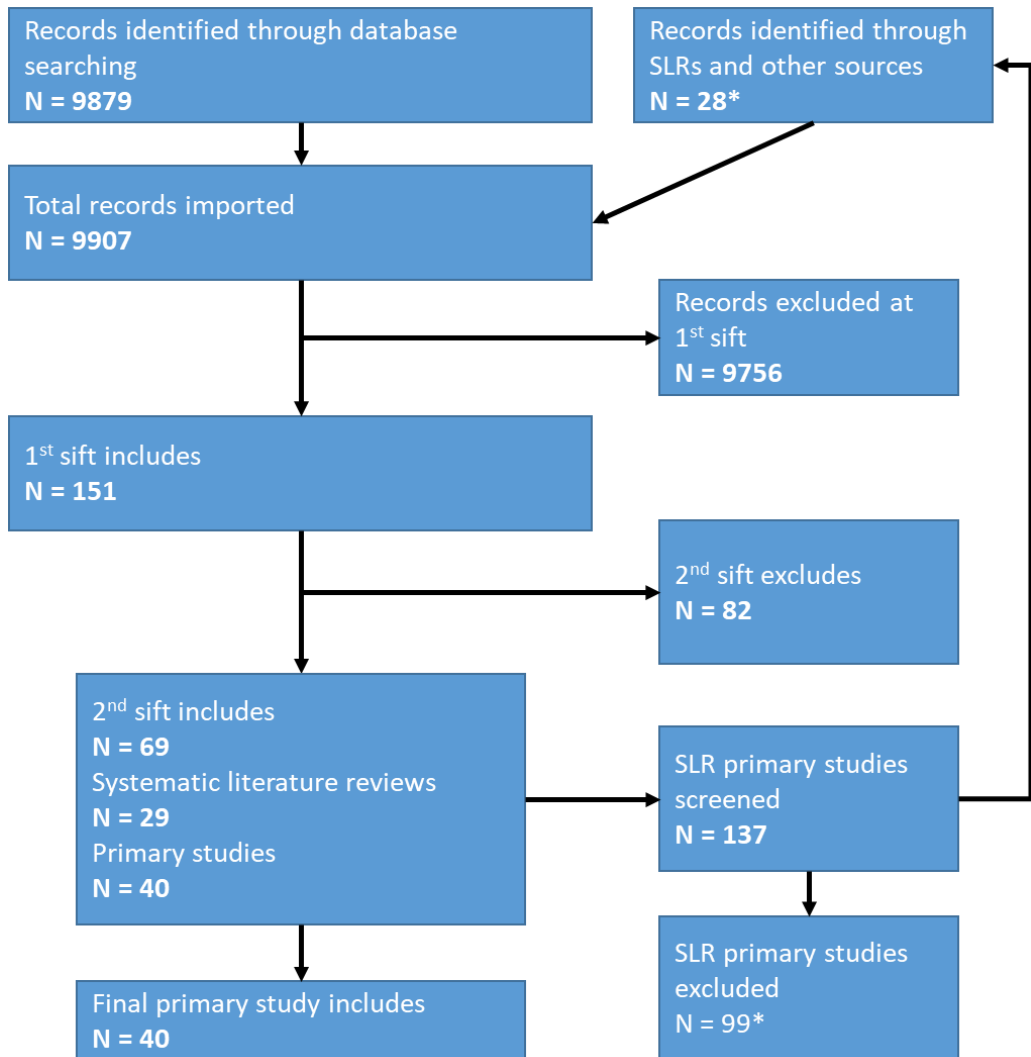 Records identified through database
searching
N = 9879
Records identified through
SLRs and other sources
N = 28*
Total records imported
N = 9907
Records excluded at
1st sift
N = 9756
1st sift includes
N = 151
2nd sift excludes
N = 82
2nd sift includes
N = 69
Systematic literature reviews
N = 29
Primary studies
N = 40
SLR primary studies
screened
N = 137
Final primary study includes
N = 40
SLR primary studies
excluded
N = 99*